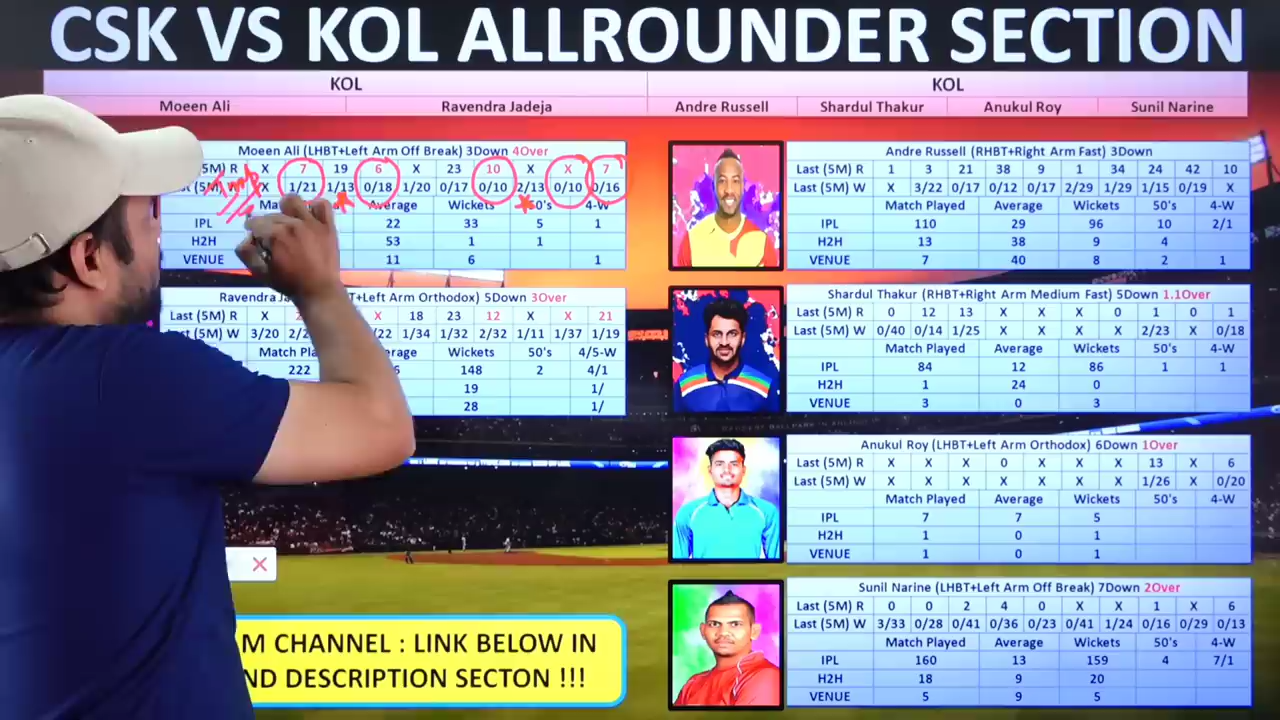 CSK VS KOL ALLROUNDER SECTION
KOL
KOL
Moeen Ali
Ravendra Jadeja
Andre Russell
Shardul Thakur
Anukul Roy
Sunil Narine
Moeen Ali (LHBT+Left Arm Off Break) 3Down 4Over
(5M) R X 7 19 6 X 23 10 X X 7
(5M) W X 1/21 1/13 0/18 1/20 0/17 0/10 2/13 0/10 0/16
Average Wickets 50's 4-W
IPL 22 33 5 1
H2H 53 1 1
VENUE 11 6 1
Ravendra Left Arm Orthodox) 5Down 3Over
(5M) R X X 18 23 12 X X 21
(5M) W 3/20 1/34 1/32 2/32 1/11 1/37 1/19
Match Wickets 50's 4/5-W
IPL 222 148 2 4/1
19 1/
28 1/
M CHANNEL : LINK BELOW IN
ND DESCRIPTION SECTON !!!
Andre Russell (RHBT+Right Arm Fast) 3Down
Last (5M) R 1 3 38 9 1 34 34 24 42 10
Last (5M) W X 3/22 0/17 0/12 0/17 2/29 1/29 1/15 0/19 X
Match Played Average Wickets 50's 4-W
IPL 110 29 96 10 2/1
H2H 13 38 9 4
VENUE 7 40 8 2 1
Shardul Thakur (RHBT+Right Arm Medium Fast) 5Down 1.1Over
Last (5M) R 0 12 13 X X X 0 1 0 1
Last (5M) W 0/40 0/14 1/25 X X X X 2/23 X 0/18
Match Played Average Wickets 50's 4-W
IPL 84 12 86 1 1
H2H 1 24 0
VENUE 3 0 3
Anukul Roy (LHBT+Left Arm Orthodox) 6Down 1Over
Last (5M) R X X X 0 X X X 13 X 6
Last (5M) W X X X X X X X 1/26 X 0/20
Match Played Average Wickets 50's 4-W
IPL 7 7 5
H2H 1 0 1
VENUE 1 0 1
Sunil Narine (LHBT+Left Arm Off Break) 7Down 2Over
Last (5M) R 0 0 2 4 0 X X 1 X 6
Last (5M) W 3/33 0/28 0/41 0/36 0/23 0/41 1/24 0/16 0/29 0/13
Match Played Average Wickets 50's 4-W
IPL 160 13 159 4 7/1
H2H 18 9 20
VENUE 5 9 5